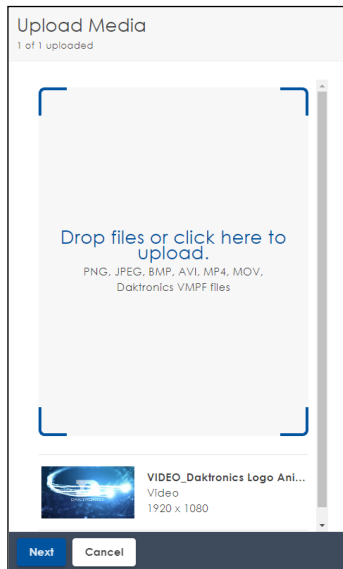 Upload Media
1 of 1 uploaded
Drop files or click here to
upload.
PNG, JPEG, BMP, AVI, MP4, MOV,
Daktronics VMPF files
DAKTRONICS
VIDEO_Daktronics Logo Ani...
Video
1920 x 1080
Next
Cancel